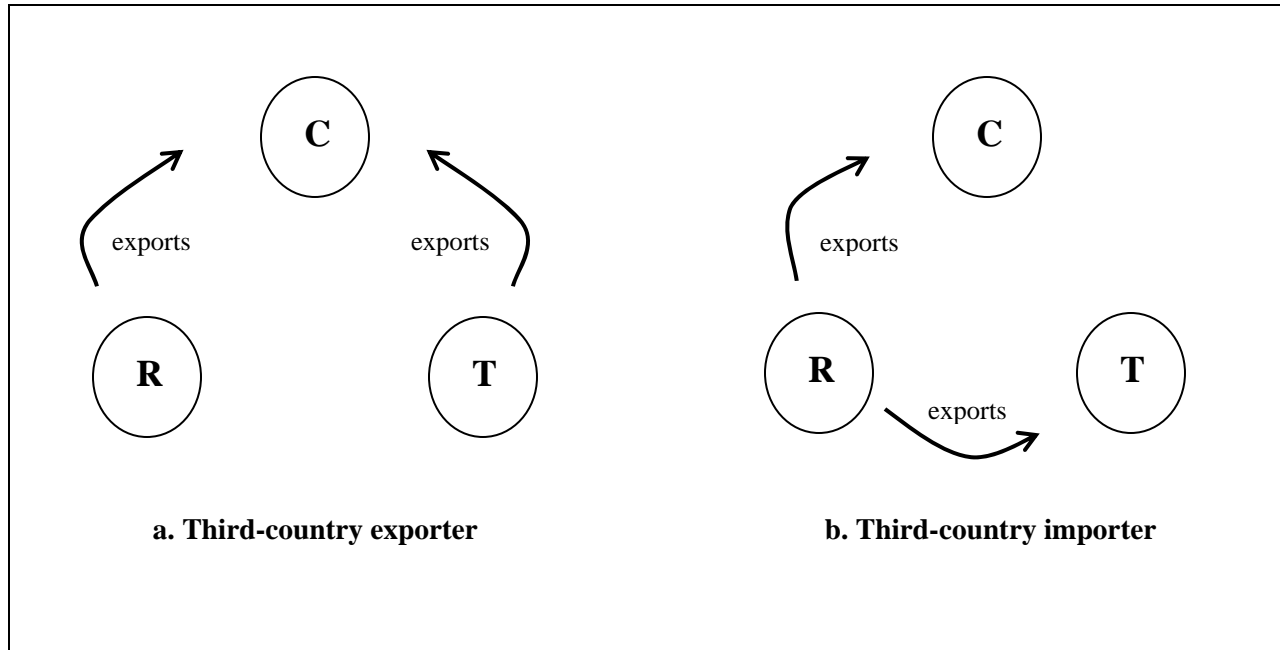 C
exports
exports
R
T
a. Third-country exporter
C
exports
R
T
exports
b. Third-country importer